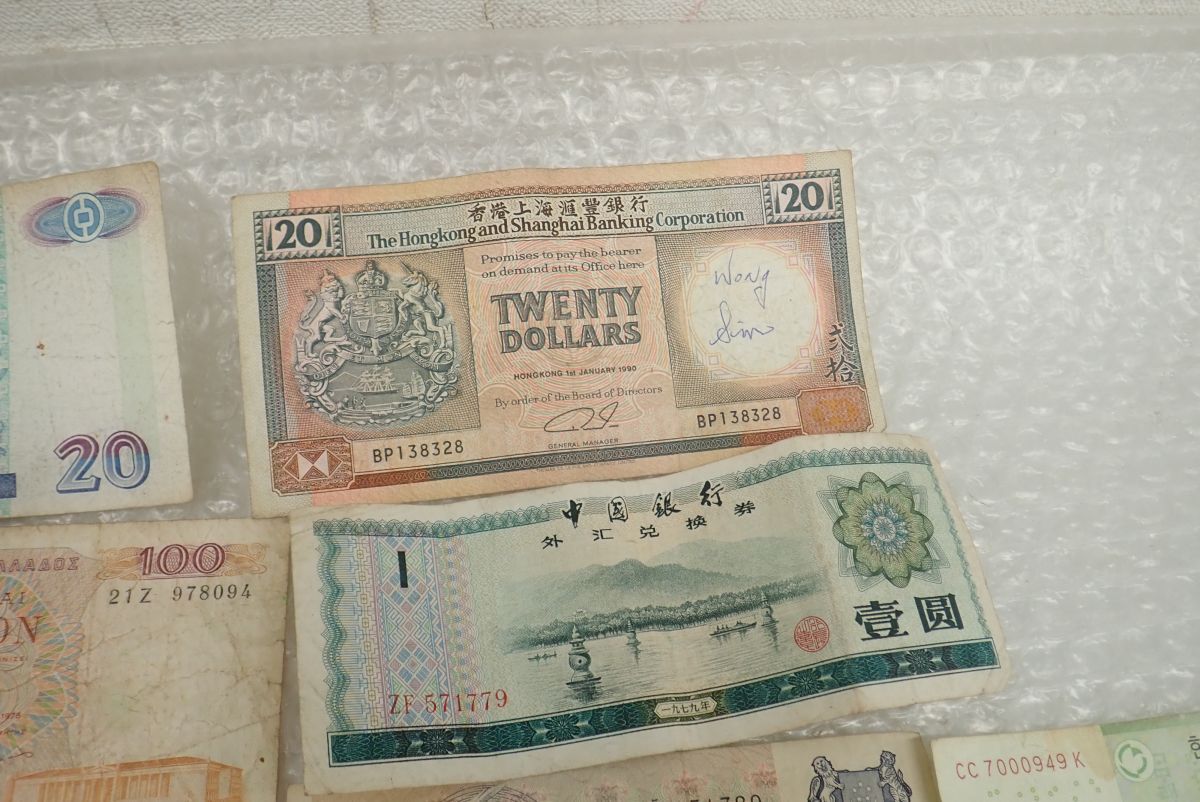 20
20
香港上海滙豐銀行
The Hongkong and Shanghai Banking Corporation
20
Promises to pay the bearer
on demand at its Office here
TWENTY
DOLLARS
HONGKONG 1st JANUARY 1990
By order of the Board of Directors
GENERAL MANAGER
Wong
貳拾
BP138328
BP138328
中國銀行
外汇兑换券
1
壹圆
ZF 571779
一九七九年
100
21Z 978094
CC 7000949 K